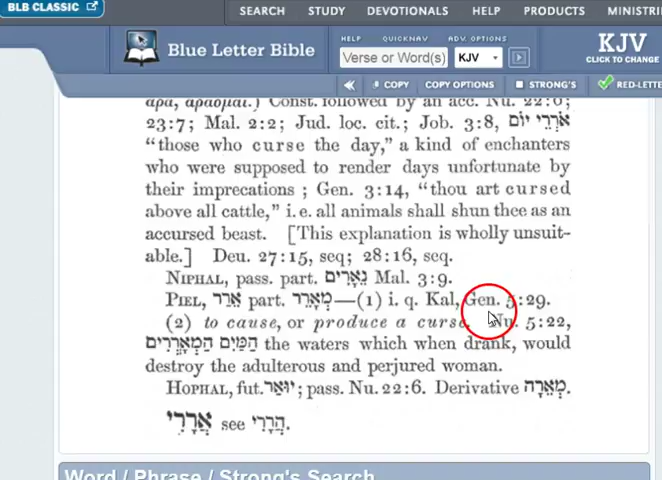 BLB CLASSIC
SEARCH STUDY DEVOTIONALS HELP PRODUCTS MINISTRI
Blue Letter Bible
HELP QUICKNAV ADV. OPTIONS
Verse or Word(s) KJV
KJV
CLICK TO CHANGE
COPY COPY OPTIONS STRONG'S RED-LETTE
ἀρα, ἀράομαι.) Const. followed by an acc. Nu. 22:6;
23:7; Mal. 2:2; Jud. loc. cit.; Job. 3:8, אֹרְרֵי יוֹם
“those who curse the day,” a kind of enchanters
who were supposed to render days unfortunate by
their imprecations ; Gen. 3:14, “thou art cursed
above all cattle,” i.e. all animals shall shun thee as an
accursed beast. [This explanation is wholly unsuit-
able.] Deu. 27:15, seq; 28:16, seq.
NIPHAL, pass. part. נֵאָרִים Mal. 3:9.
PIEL, אֵרֵר part. מְאָרֵר—(1) i. q. Kal, Gen. 5:29.
(2) to cause, or produce a curse. Nu. 5:22,
הַמַּיִם הַמְאָרֲרִים the waters which when drank, would
destroy the adulterous and perjured woman.
HOPHAL, fut. יוּאַר; pass. Nu. 22:6. Derivative מְאֵרָה.
אֲרָרִי see הֲרָרִי.
Word / Phrase / Strong's Search